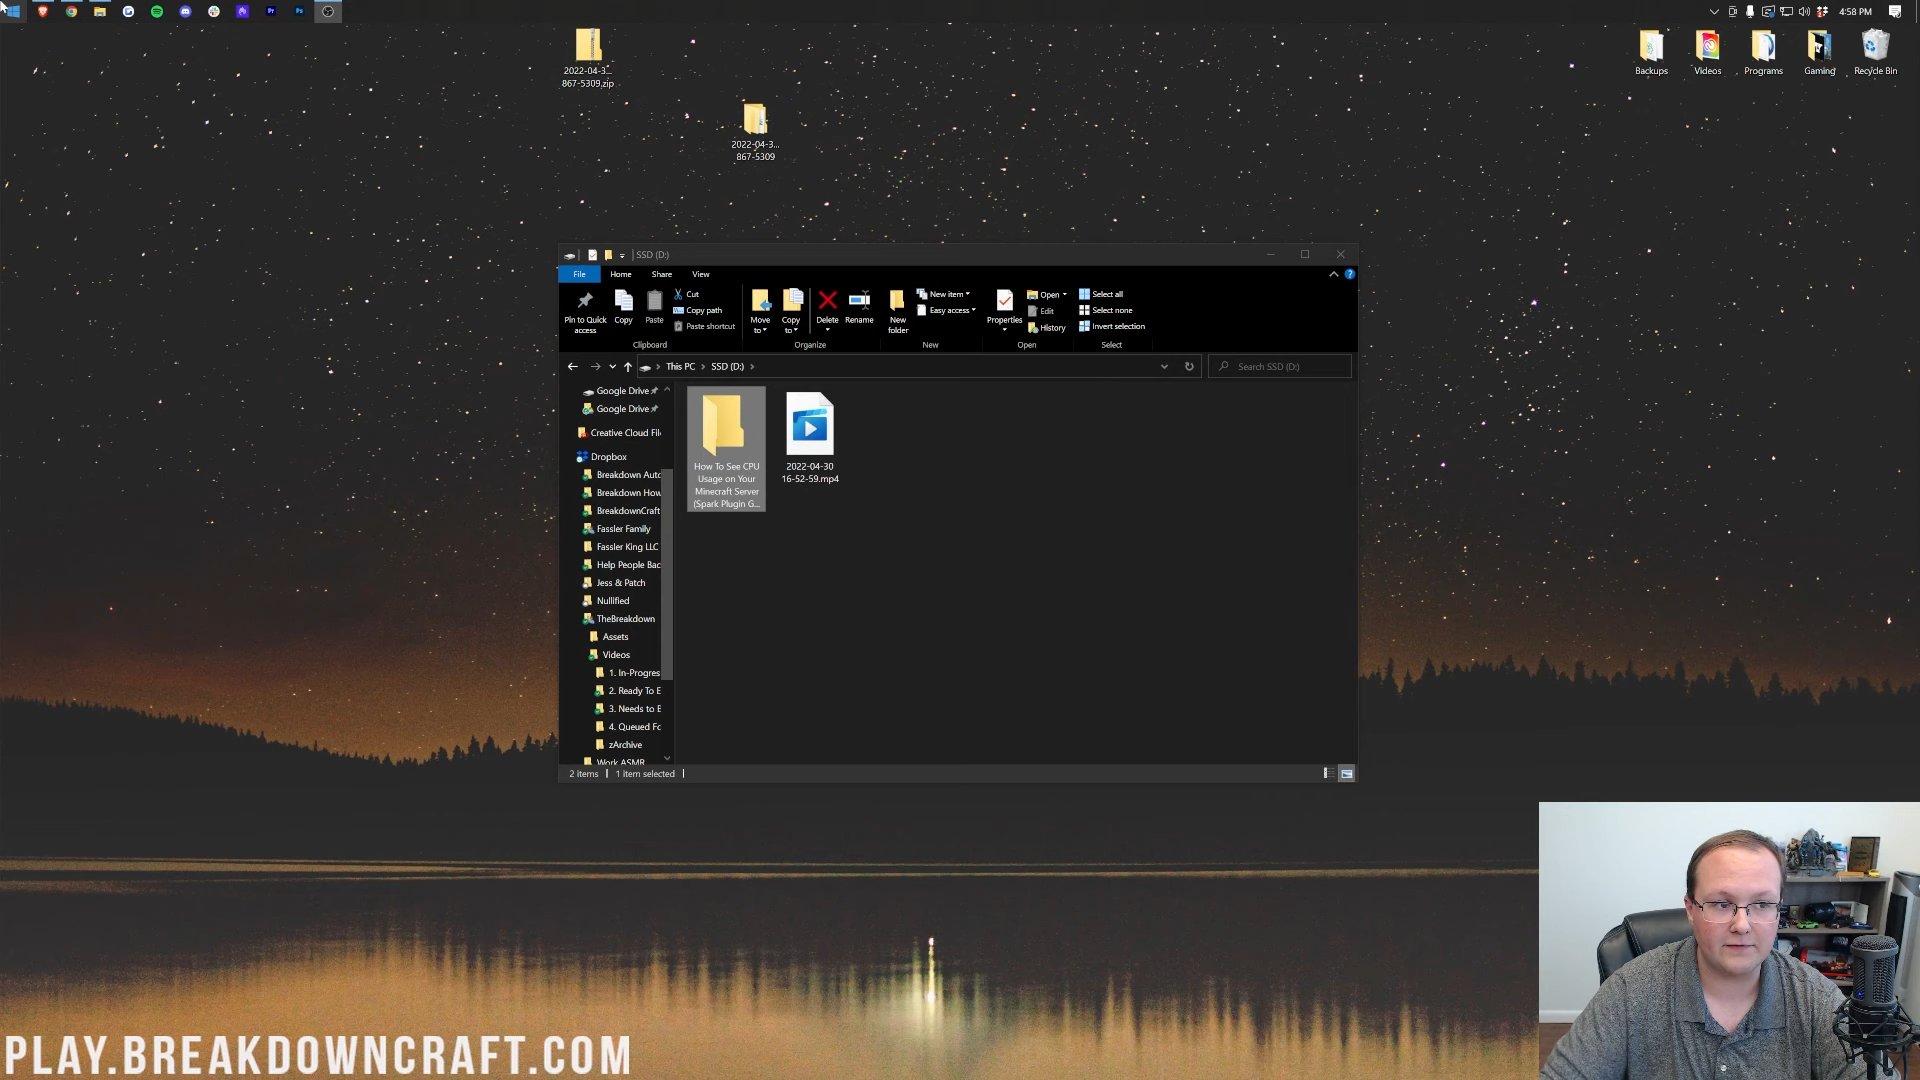 4:58 PM
2022-04-3...
867-5309.zip
2022-04-3...
867-5309
Backups
Videos
Programs
Gaming
Recycle Bin
SSD (D:)
File
Home
Share
View
Pin to Quick
access
Copy
Paste
Cut
Copy path
Paste shortcut
Clipboard
Move
to
Copy
to
Delete
Rename
Organize
New
folder
New item
Easy access
New
Properties
Open
Edit
History
Open
Select all
Select none
Invert selection
Select
This PC > SSD (D:) >
Search SSD (D:)
Google Drive
Google Drive
Creative Cloud Fil
Dropbox
Breakdown Auto
Breakdown How
BreakdownCraft
Fassler Family
Fassler King LLC
Help People Bac
Jess & Patch
Nullified
TheBreakdown
Assets
Videos
1. In-Progres
2. Ready To E
3. Needs to B
4. Queued Fo
zArchive
Work ASMR
How To See CPU
Usage on Your
Minecraft Server
(Spark Plugin G...
2022-04-30
16-52-59.mp4
2 items
1 item selected
PLAY.BREAKDOWNCRAFT.COM